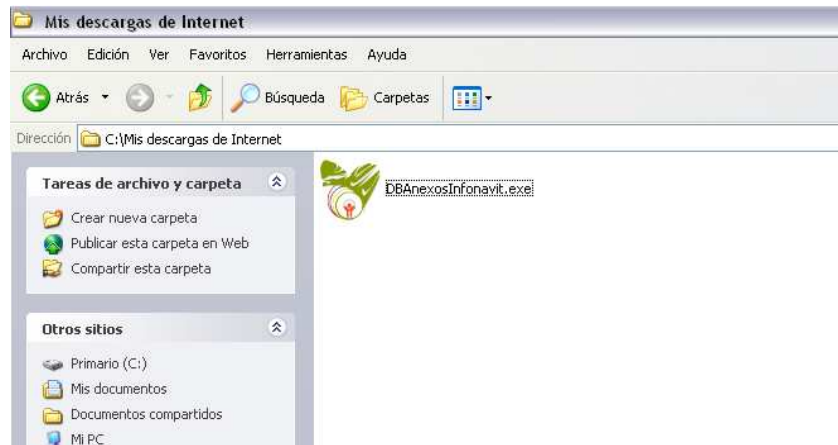 Mis descargas de Internet
Archivo Edición Ver Favoritos Herramientas Ayuda
Atrás Búsqueda Carpetas
Dirección C:\Mis descargas de Internet
Tareas de archivo y carpeta
Crear nueva carpeta
Publicar esta carpeta en Web
Compartir esta carpeta
Otros sitios
Primario (C:)
Mis documentos
Documentos compartidos
Mi PC
DBAnexosInfonavit.exe